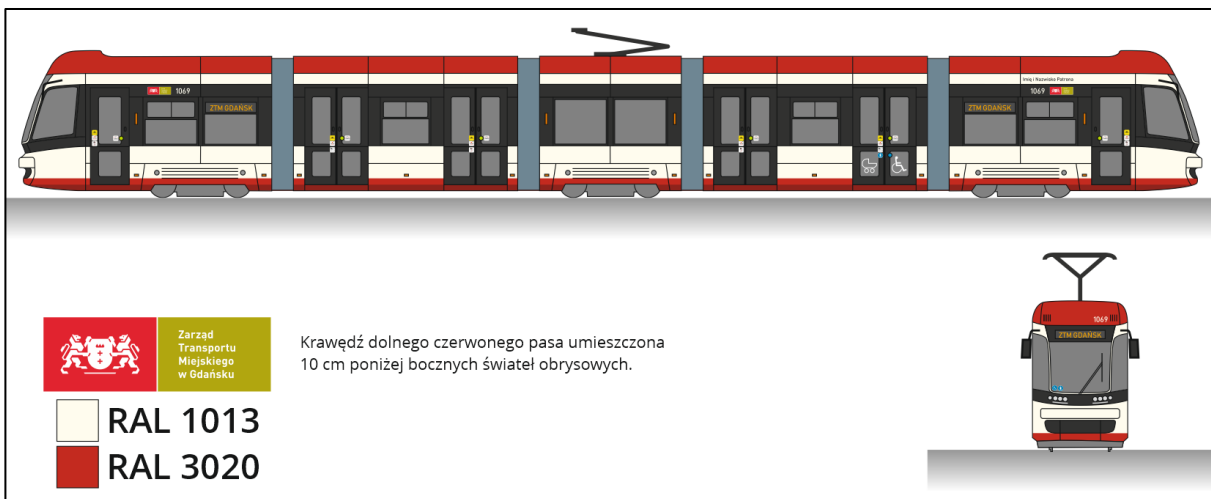 Imię i Nazwisko Patrona
1069
ZTM GDAŃSK
ZTM GDAŃSK
1069
1069
ZTM GDAŃSK
Zarząd
Transportu
Miejskiego
w Gdańsku
Krawędź dolnego czerwonego pasa umieszczona
10 cm poniżej bocznych świateł obrysowych.
RAL 1013
RAL 3020